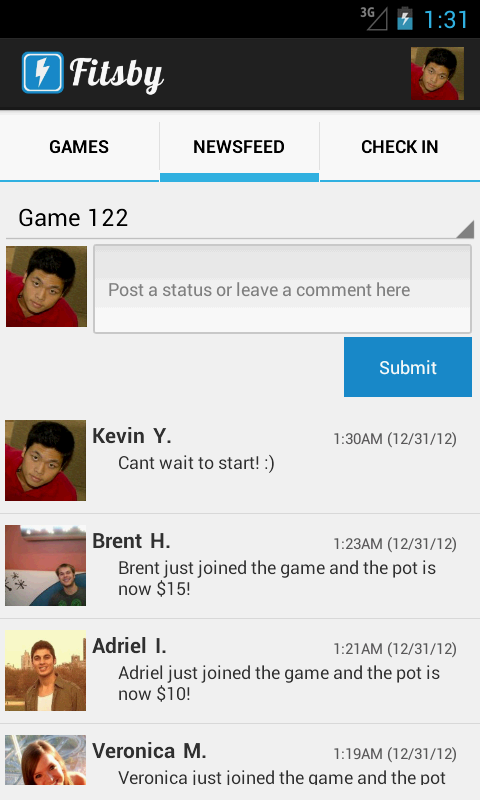 3G 1:31
Fitsby
GAMES NEWSFEED CHECK IN
Game 122
Post a status or leave a comment here
Submit
Kevin Y. 1:30AM (12/31/12)
Cant wait to start! :)
Brent H. 1:23AM (12/31/12)
Brent just joined the game and the pot is
now $15!
Adriel I. 1:21AM (12/31/12)
Adriel just joined the game and the pot is
now $10!
Veronica M. 1:19AM (12/31/12)
Veronica just joined the game and the pot